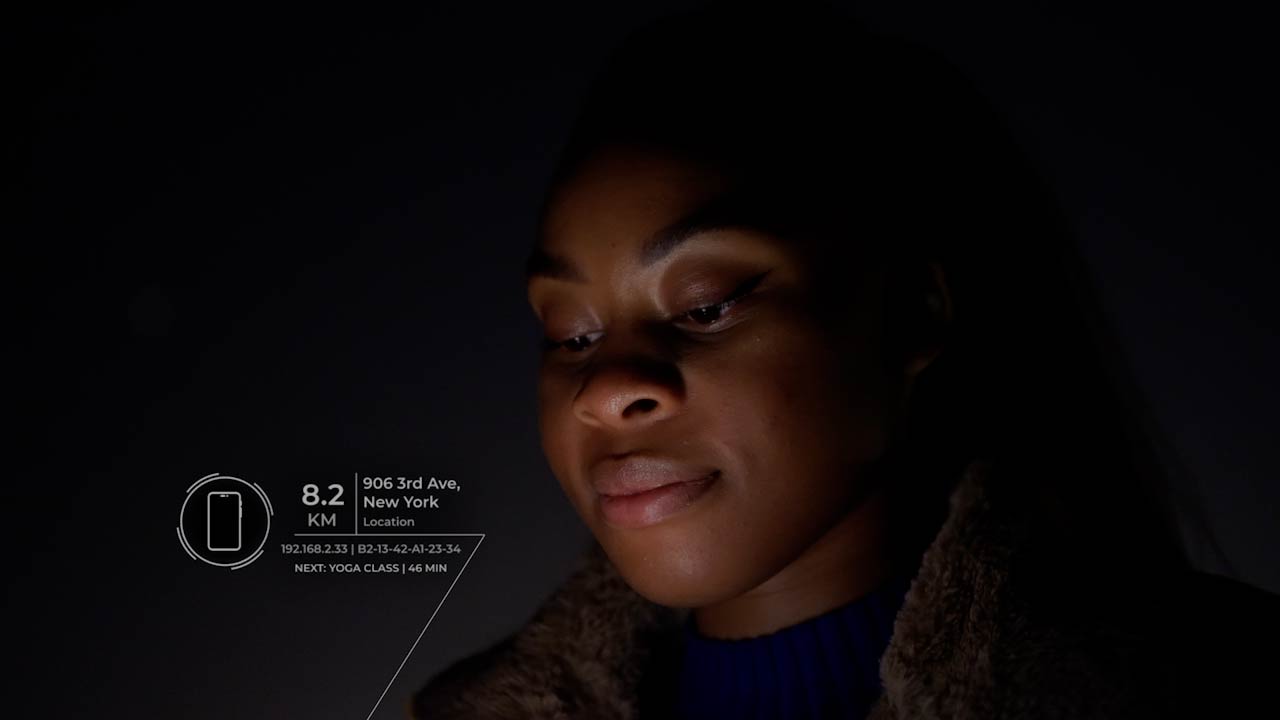 8.2
KM
906 3rd Ave,
New York
Location
192.168.2.33 | B2-13-42-A1-23-34
NEXT: YOGA CLASS | 46 MIN